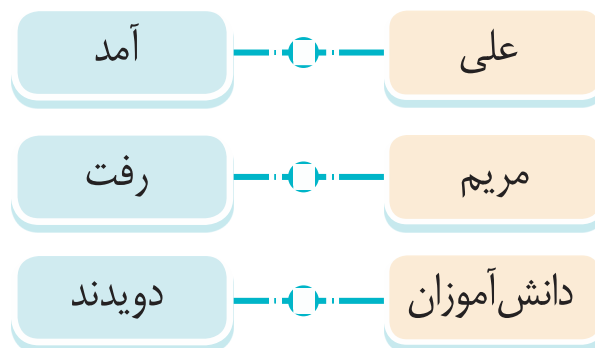 علی آمد
مریم رفت
دانش‌آموزان دویدند